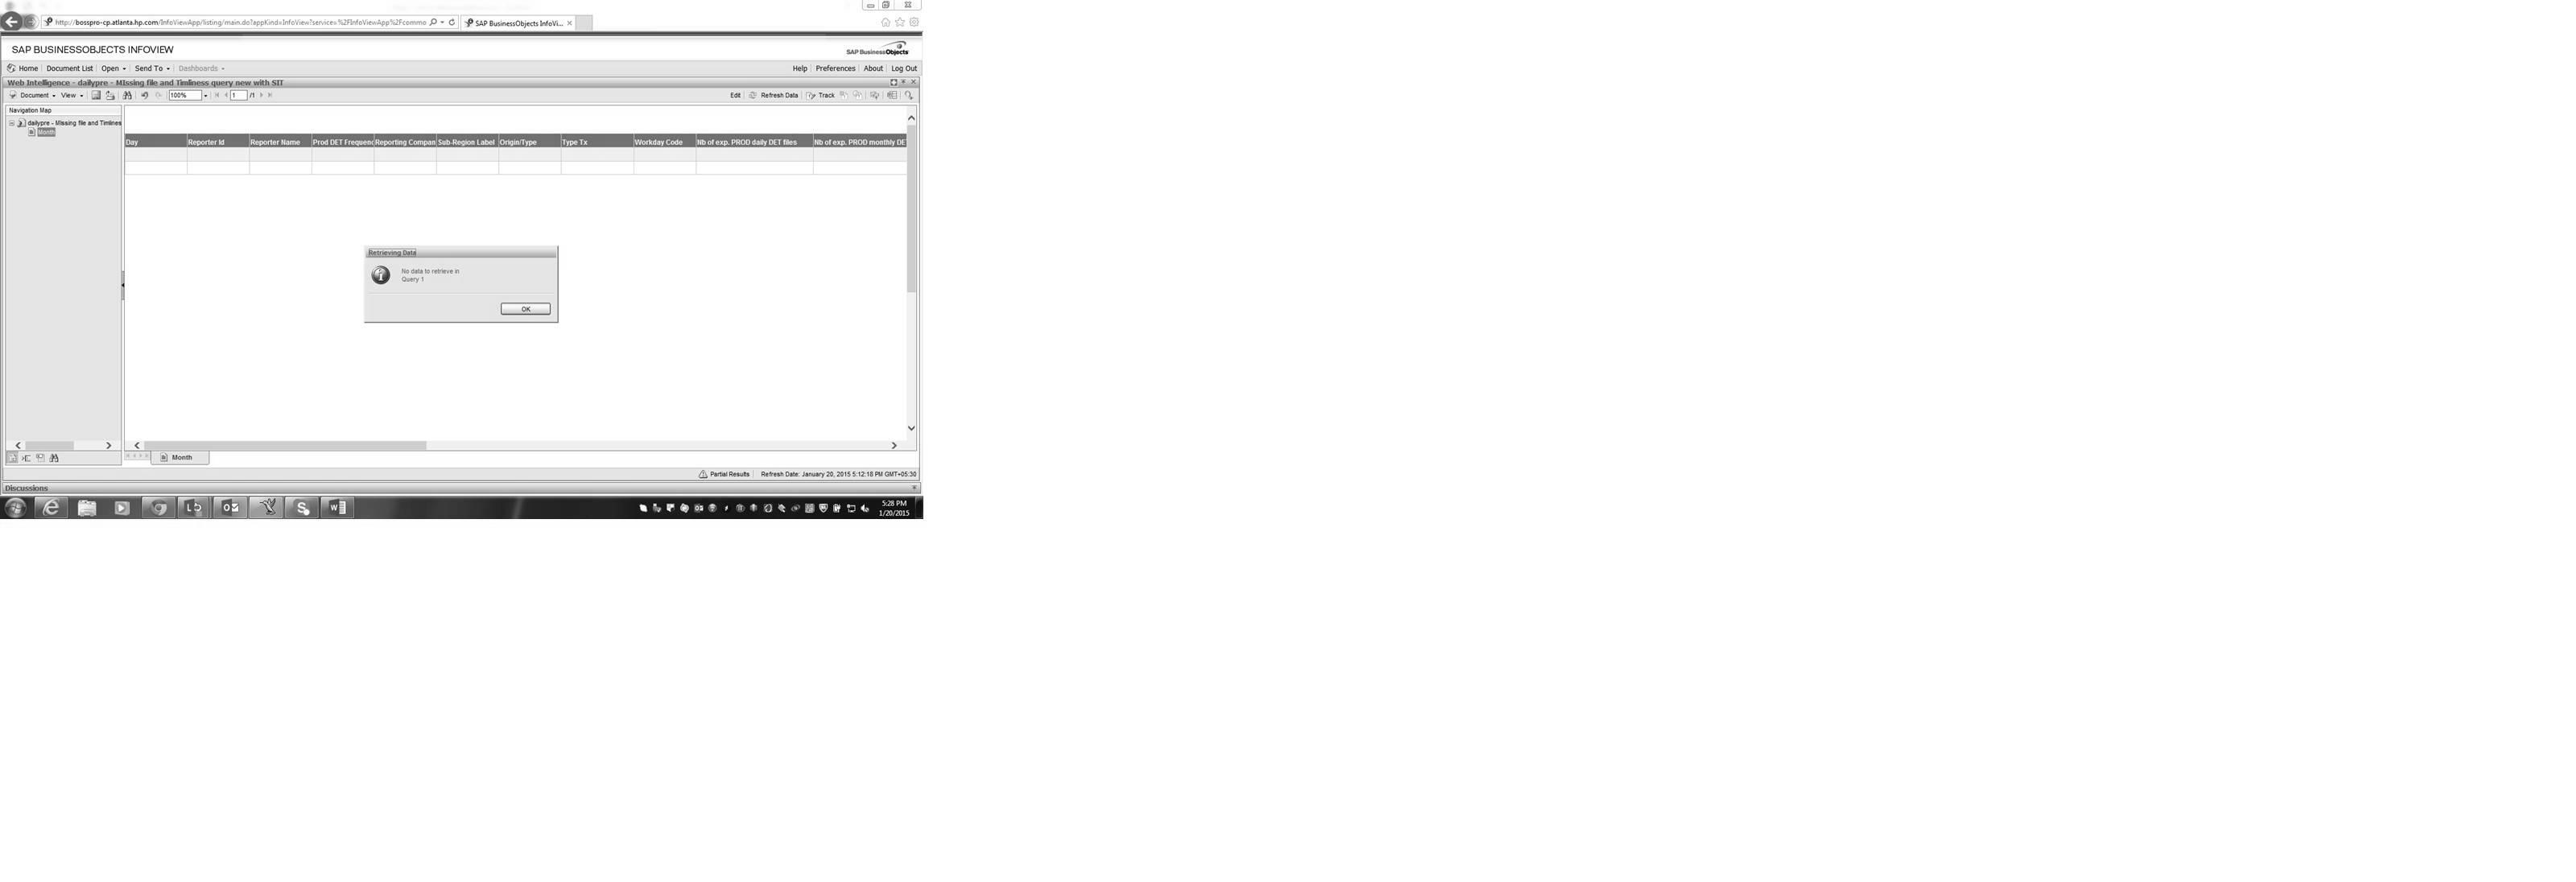 http://bosspro-cp.atlanta.hp.com/InfoViewApp/listing/main.do?appKind=InfoView?service=%2FInfoViewApp%2Fcommo
SAP BusinessObjects InfoVi...
SAP BUSINESSOBJECTS INFOVIEW
SAP BusinessObjects
Home Document List Open Send To Dashboards
Help Preferences About Log Out
Web Intelligence - dailypre - MIssing file and Timliness query new with SIT
Document View 100% 1 /1
Edit Refresh Data Track
Navigation Map
dailypre - MIssing file and Timlines
Month
Day Reporter Id Reporter Name Prod DET Frequenc Reporting Compan Sub-Region Label Origin/Type Type Tx Workday Code Nb of exp. PROD daily DET files Nb of exp. PROD monthly DE
Retrieving Data
No data to retrieve in
Query 1
OK
Month
Partial Results Refresh Date: January 20, 2015 5:12:18 PM GMT+05:30
Discussions
5:28 PM
1/20/2015